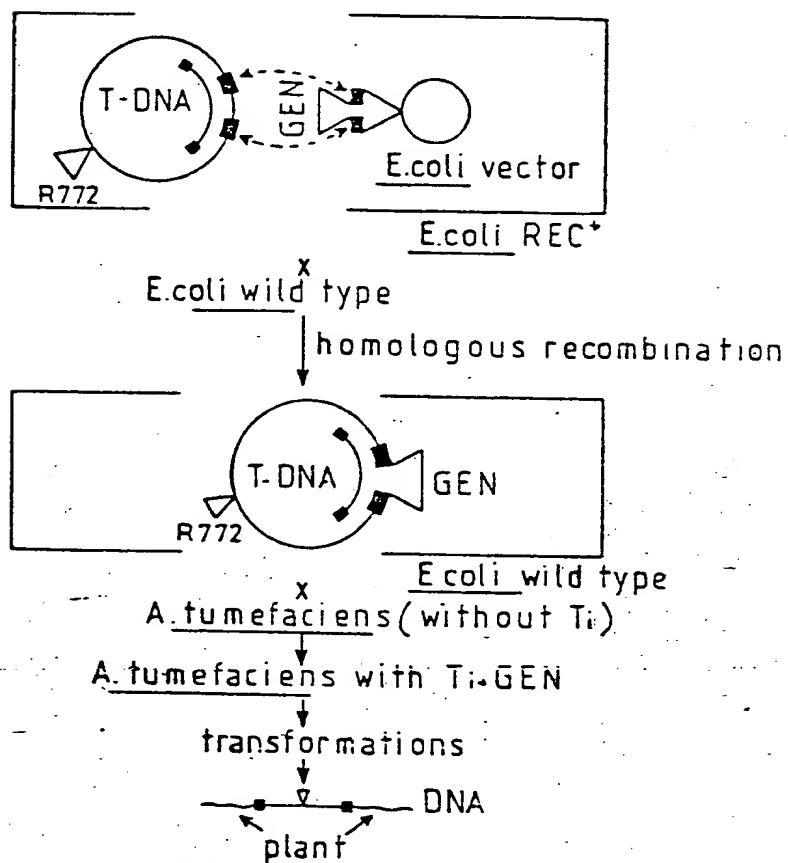 T-DNA
GEN
R772
E.coli vector
E.coli REC+
x
E.coli wild type
homologous recombination
T-DNA
GEN
R772
E coli wild type
x
A. tumefaciens (without Ti)
A. tumefaciens with Ti.GEN
transformations
DNA
plant